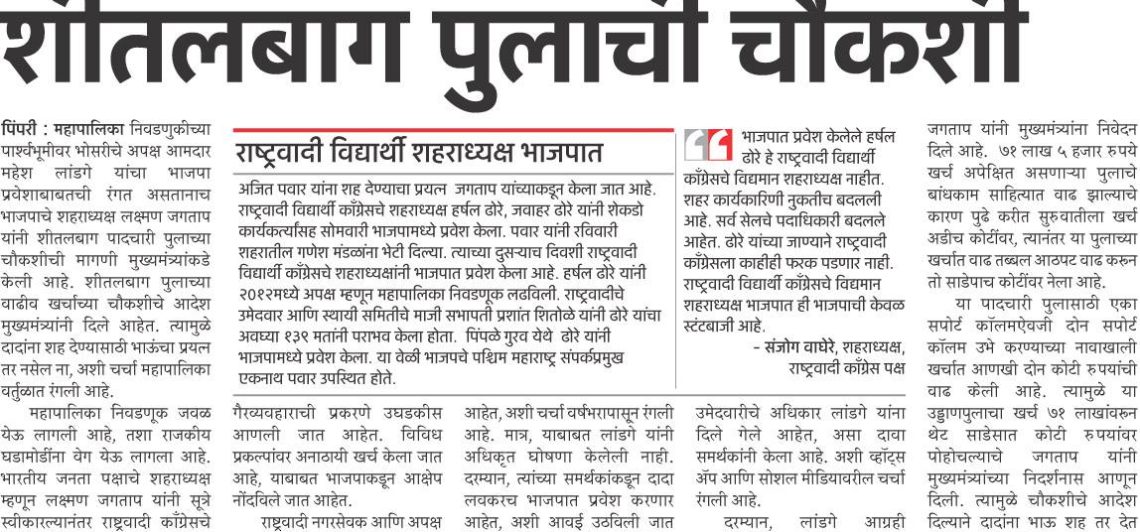 शीतलबाग पुलाची चौकशी
पिंपरी : महापालिका निवडणुकीच्या
पार्श्वभूमीवर भोसरीचे अपक्ष आमदार
महेश लांडगे यांचा भाजपा
प्रवेशाबाबतची रंगत असतानाच
भाजपाचे शहराध्यक्ष लक्ष्मण जगताप
यांनी शीतलबाग पादचारी पुलाच्या
चौकशीची मागणी मुख्यमंत्र्यांकडे
केली आहे. शीतलबाग पुलाच्या
वाढीव खर्चाच्या चौकशीचे आदेश
मुख्यमंत्र्यांनी दिले आहेत. त्यामुळे
दादांना शह देण्यासाठी भाऊंचा प्रयत्न
तर नसेल ना, अशी चर्चा महापालिका
वर्तुळात रंगली आहे.
महापालिका निवडणूक जवळ
येऊ लागली आहे, तशा राजकीय
घडामोडींना वेग येऊ लागला आहे.
भारतीय जनता पक्षाचे शहराध्यक्ष
म्हणून लक्ष्मण जगताप यांनी सूत्रे
स्वीकारल्यानंतर राष्ट्रवादी काँग्रेसचे
राष्ट्रवादी विद्यार्थी शहराध्यक्ष भाजपात
अजित पवार यांना शह देण्याचा प्रयत्न जगताप यांच्याकडून केला जात आहे.
राष्ट्रवादी विद्यार्थी काँग्रेसचे शहराध्यक्ष हर्षल ढोरे, जवाहर ढोरे यांनी शेकडो
कार्यकर्त्यांसह सोमवारी भाजपामध्ये प्रवेश केला. पवार यांनी रविवारी
शहरातील गणेश मंडळांना भेटी दिल्या. त्याच्या दुसऱ्याच दिवशी राष्ट्रवादी
विद्यार्थी काँग्रेसचे शहराध्यक्षांनी भाजपात प्रवेश केला आहे. हर्षल ढोरे यांनी
२०१२मध्ये अपक्ष म्हणून महापालिका निवडणूक लढविली. राष्ट्रवादीचे
उमेदवार आणि स्थायी समितीचे माजी सभापती प्रशांत शितोळे यांनी ढोरे यांचा
अवघ्या १३९ मतांनी पराभव केला होता. पिंपळे गुरव येथे ढोरे यांनी
भाजपामध्ये प्रवेश केला. या वेळी भाजपचे पश्चिम महाराष्ट्र संपर्कप्रमुख
एकनाथ पवार उपस्थित होते.
भाजपात प्रवेश केलेले हर्षल
ढोरे हे राष्ट्रवादी विद्यार्थी
काँग्रेसचे विद्यमान शहराध्यक्ष नाहीत.
शहर कार्यकारिणी नुकतीच बदलली
आहे. सर्व सेलचे पदाधिकारी बदलले
आहेत. ढोरे यांच्या जाण्याने राष्ट्रवादी
काँग्रेसला काहीही फरक पडणार नाही.
राष्ट्रवादी विद्यार्थी काँग्रेसचे विद्यमान
शहराध्यक्ष भाजपात ही भाजपाची केवळ
स्टंटबाजी आहे.
- संजोग वाघेरे, शहराध्यक्ष,
राष्ट्रवादी काँग्रेस पक्ष
गैरव्यवहाराची प्रकरणे उघडकीस
आणली जात आहेत. विविध
प्रकल्पांवर अनाठायी खर्च केला जात
आहे, याबाबत भाजपाकडून आक्षेप
नोंदविले जात आहेत.
राष्ट्रवादी नगरसेवक आणि अपक्ष
आहेत, अशी चर्चा वर्षभरापासून रंगली
आहे. मात्र, याबाबत लांडगे यांनी
अधिकृत घोषणा केलेली नाही.
दरम्यान, त्यांच्या समर्थकांकडून दादा
लवकरच भाजपात प्रवेश करणार
आहेत, अशी आवई उठविली जात
उमेदवारीचे अधिकार लांडगे यांना
दिले गेले आहेत, असा दावा
समर्थकांनी केला आहे. अशी व्हॉट्स
ॲप आणि सोशल मीडियावरील चर्चा
रंगली आहे.
दरम्यान, लांडगे आग्रही
जगताप यांनी मुख्यमंत्र्यांना निवेदन
दिले आहे. ७१ लाख ५ हजार रुपये
खर्च अपेक्षित असणाऱ्या पुलाचे
बांधकाम साहित्यात वाढ झाल्याचे
कारण पुढे करीत सुरुवातीला खर्च
अडीच कोटींवर, त्यानंतर या पुलाच्या
खर्चात वाढ तब्बल आठपट वाढ करून
तो साडेपाच कोटींवर नेला आहे.
या पादचारी पुलासाठी एका
सपोर्ट कॉलमऐवजी दोन सपोर्ट
कॉलम उभे करण्याच्या नावाखाली
खर्चात आणखी दोन कोटी रुपयांची
वाढ केली आहे. त्यामुळे या
उड्डाणपुलाचा खर्च ७१ लाखांवरुन
थेट साडेसात कोटी रुपयांवर
पोहोचल्याचे जगताप यांनी
मुख्यमंत्र्यांच्या निदर्शनास आणून
दिली. त्यामुळे चौकशीचे आदेश
दिल्याने दादांना भाऊ शह तर देत